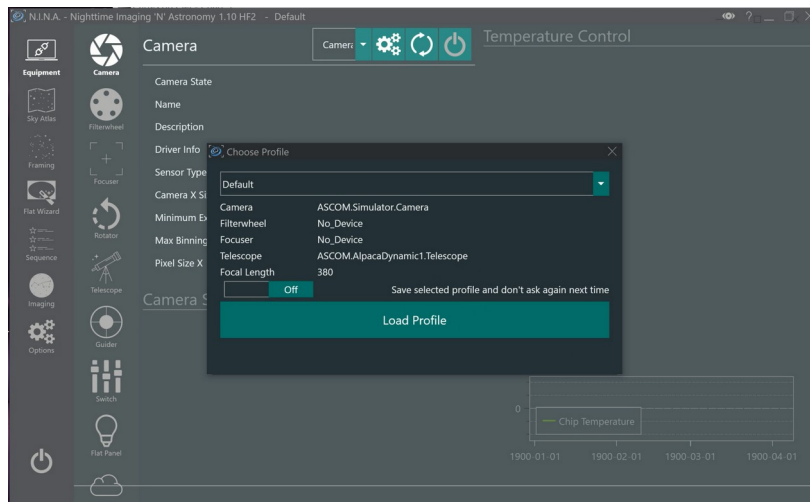 N.I.N.A. - Nighttime Imaging 'N' Astronomy 1.10 HF2 - Default
Equipment
Sky Atlas
Framing
Flat Wizard
Sequence
Imaging
Options
Camera
Filterwheel
Focuser
Rotator
Telescope
Guider
Switch
Flat Panel
Camera
Camera
Temperature Control
Camera State
Name
Description
Driver Info
Sensor Type
Camera X Si
Minimum Ex
Max Binning
Pixel Size X
Camera S
Choose Profile
Default
Camera ASCOM.Simulator.Camera
Filterwheel No_Device
Focuser No_Device
Telescope ASCOM.AlpacaDynamic1.Telescope
Focal Length 380
Off Save selected profile and don't ask again next time
Load Profile
0
Chip Temperature
1900-01-01 1900-02-01 1900-03-01 1900-04-01